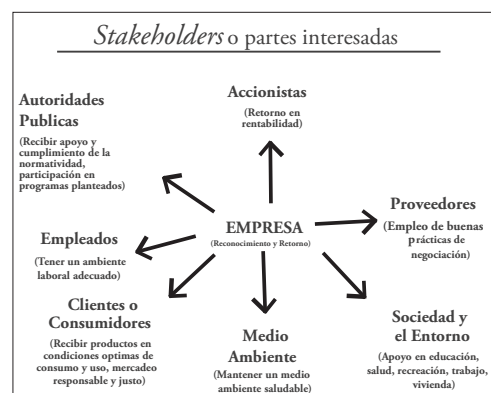 Stakeholders o partes interesadas
Autoridades
Publicas
(Recibir apoyo y
cumplimiento de la
normatividad,
participación en
programas planteados)
Accionistas
(Retorno en
rentabilidad)
Proveedores
(Empleo de buenas
prácticas de
negociación)
EMPRESA
(Reconocimiento y Retorno)
Empleados
(Tener un ambiente
laboral adecuado)
Clientes o
Consumidores
(Recibir productos en
condiciones optimas de
consumo y uso, mercadeo
responsable y justo)
Medio
Ambiente
(Mantener un medio
ambiente saludable)
Sociedad y
el Entorno
(Apoyo en educación,
salud, recreación, trabajo,
vivienda)